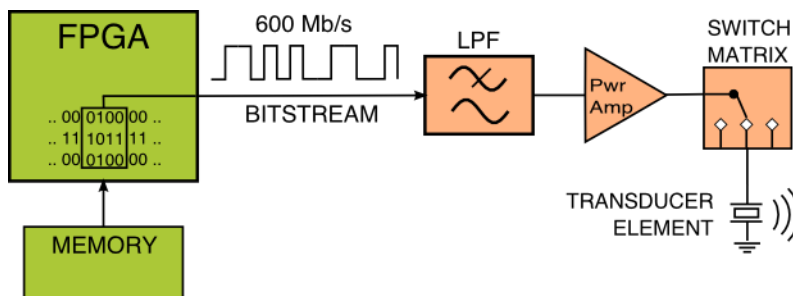 FPGA
.. 00 0100 00 ..
.. 11 1011 11 ..
.. 00 0100 00 ..
MEMORY
600 Mb/s
BITSTREAM
LPF
Pwr
Amp
SWITCH
MATRIX
TRANSDUCER
ELEMENT